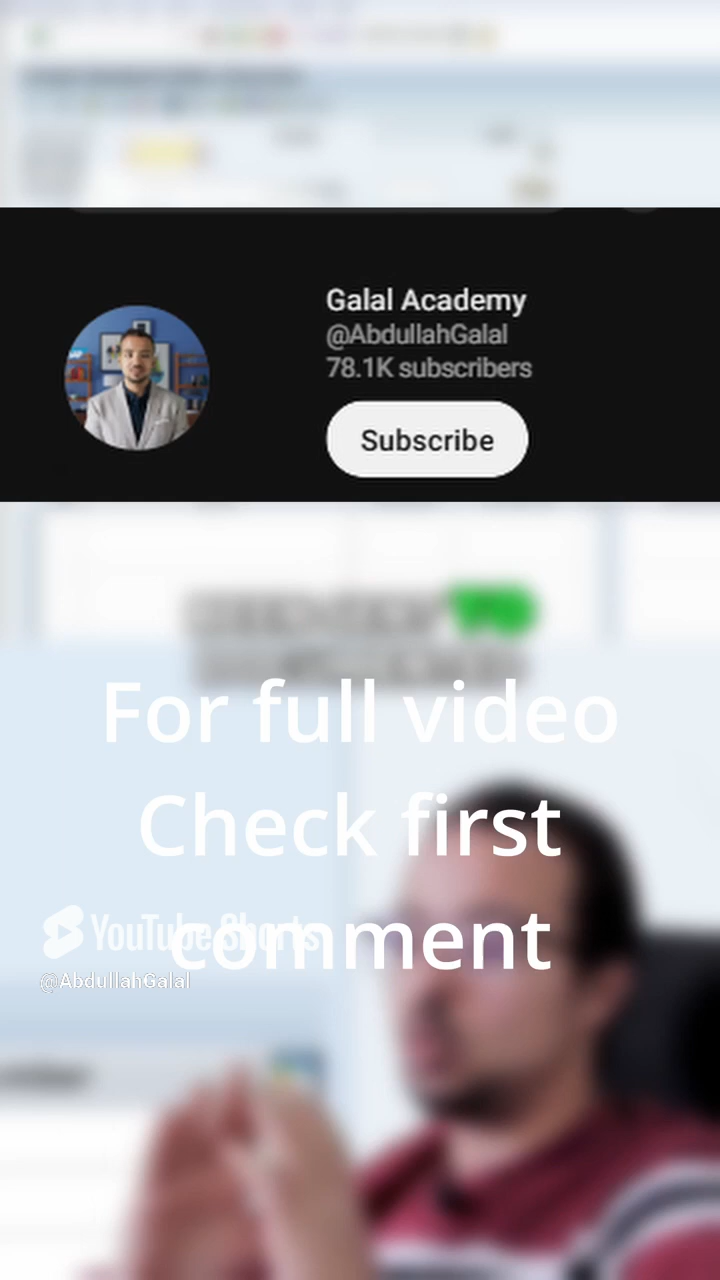 Galal Academy
@AbdullahGalal
78.1K subscribers
Subscribe
For full video
Check first
comment
YouTube Shorts
@AbdullahGalal